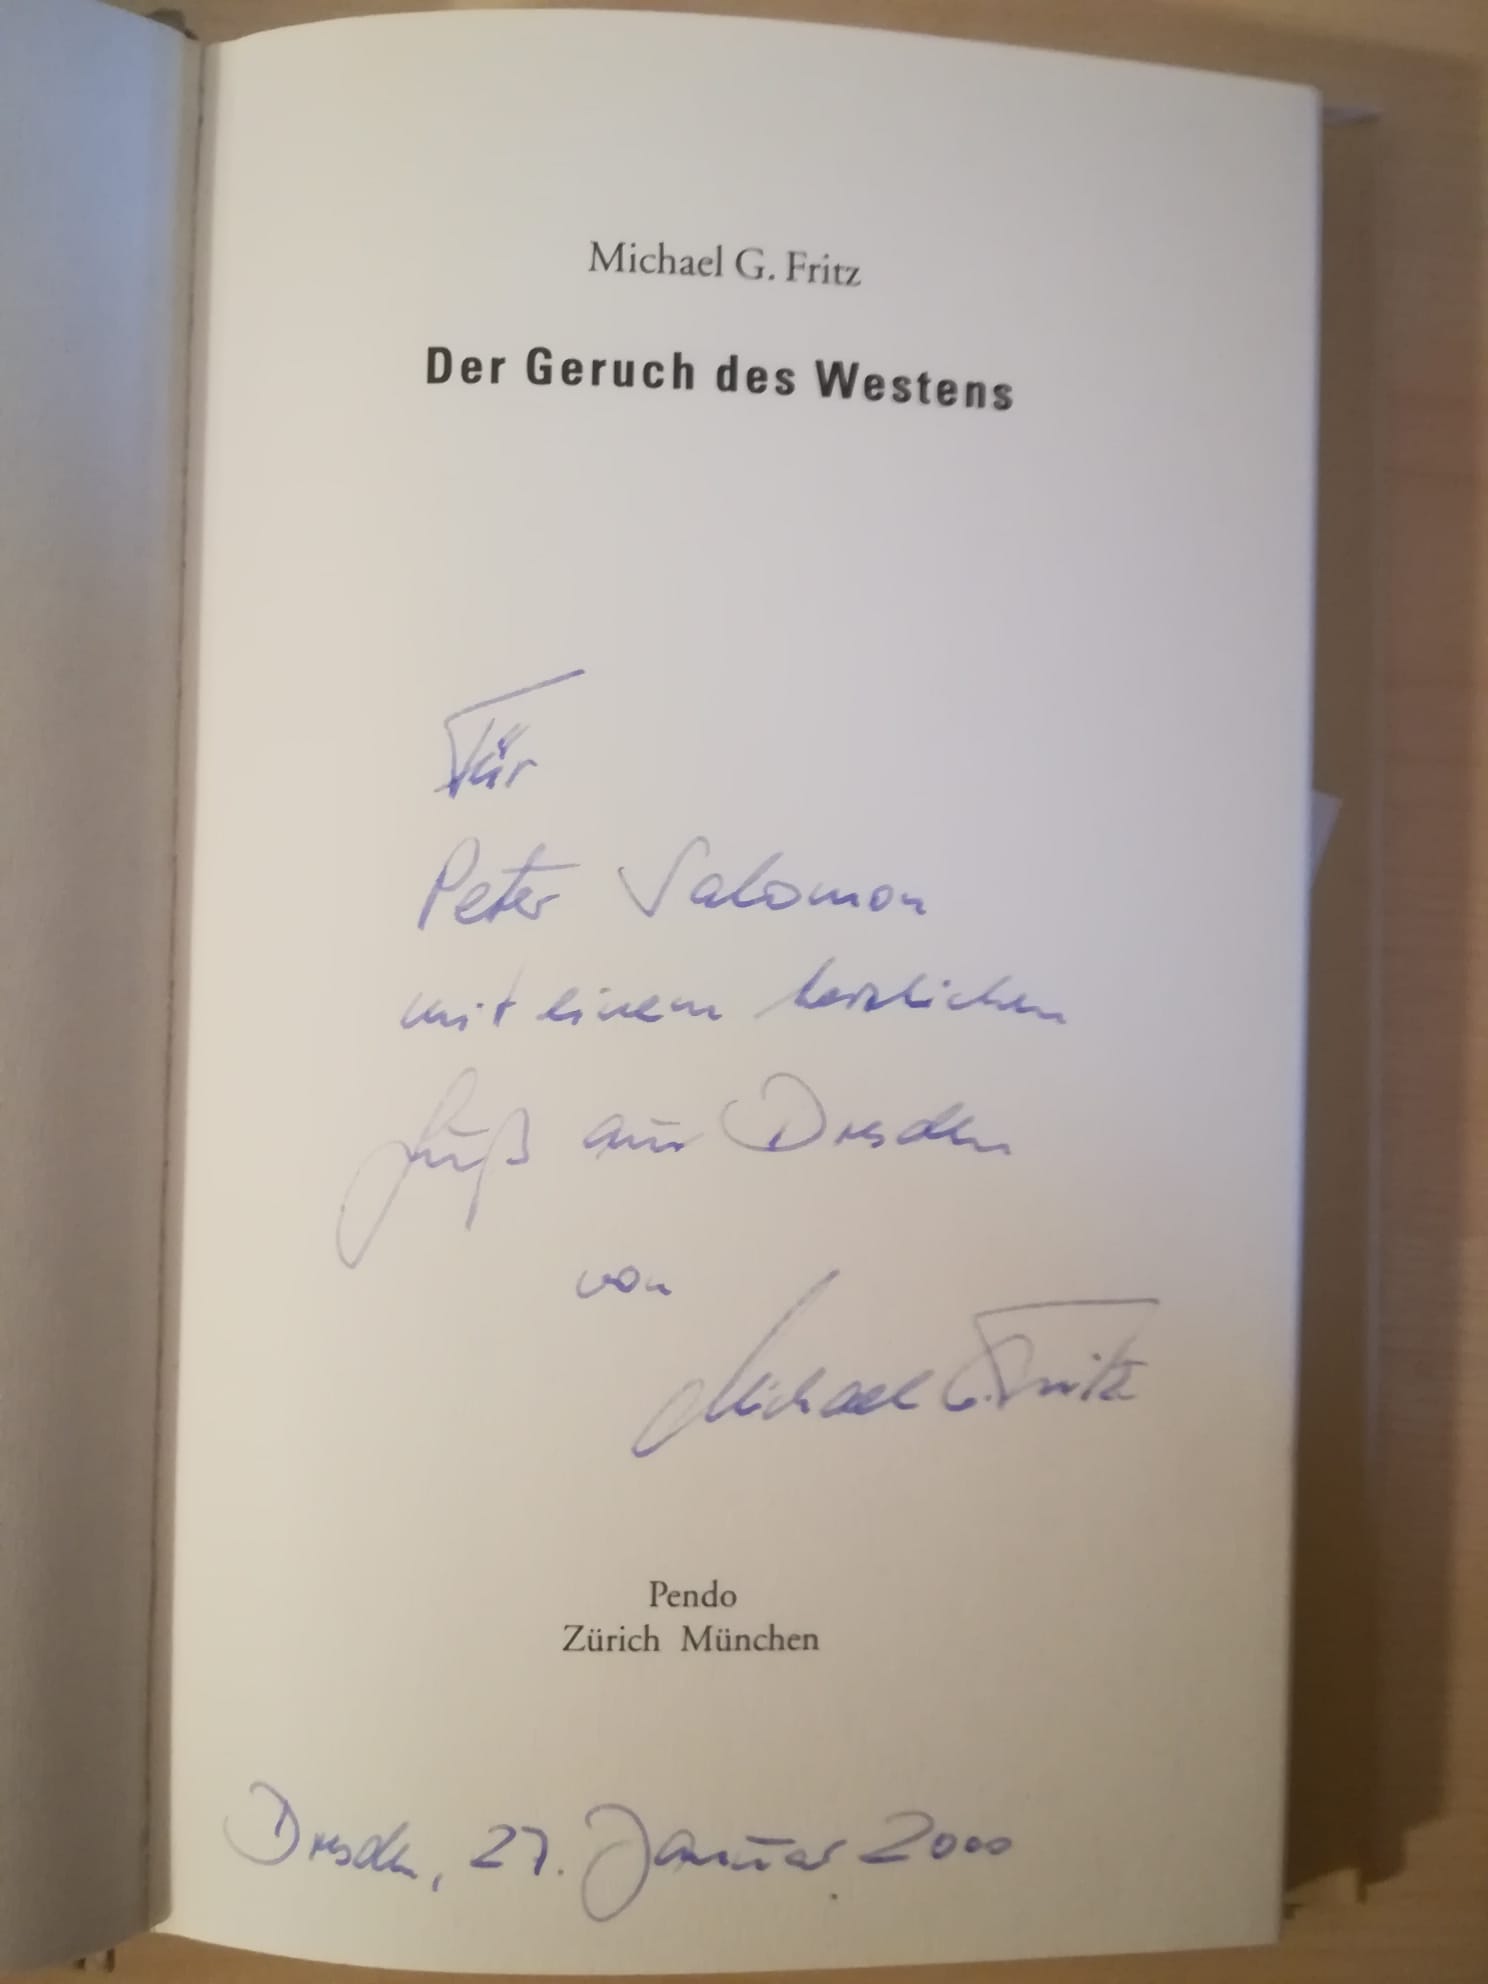 Michael G. Fritz
Der Geruch des Westens
Für
Peter Salomon
mit einem herzlichen
Gruß aus Dresden
von
Michael G. Fritz
Pendo
Zürich München
Dresden, 27. Januar 2000